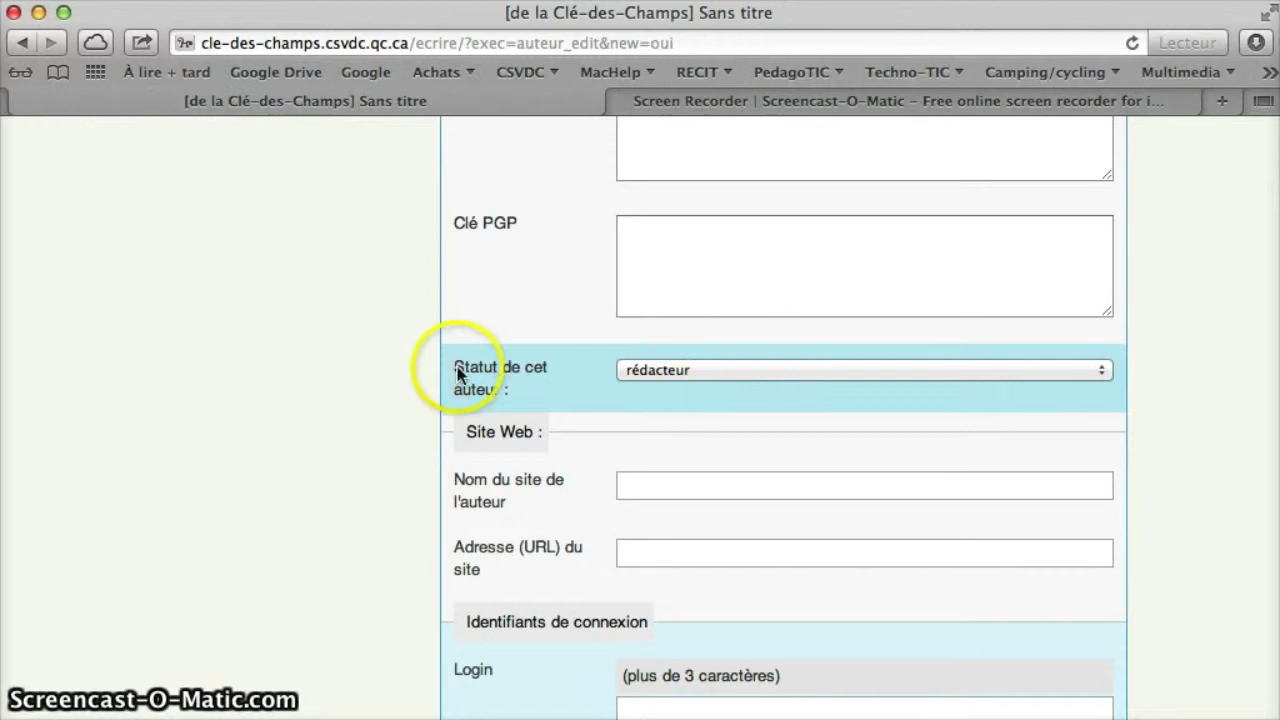 [de la Clé-des-Champs] Sans titre
cle-des-champs.csvdc.qc.ca/ecrire/?exec=auteur_edit&new=oui
Lecteur
À lire + tard Google Drive Google Achats CSVDC MacHelp RECIT PedagoTIC Techno-TIC Camping/cycling Multimedia
[de la Clé-des-Champs] Sans titre
Screen Recorder | Screencast-O-Matic - Free online screen recorder for i...
Clé PGP
Statut de cet
auteur :
rédacteur
Site Web :
Nom du site de
l'auteur
Adresse (URL) du
site
Identifiants de connexion
Login
(plus de 3 caractères)
Screencast-O-Matic.com